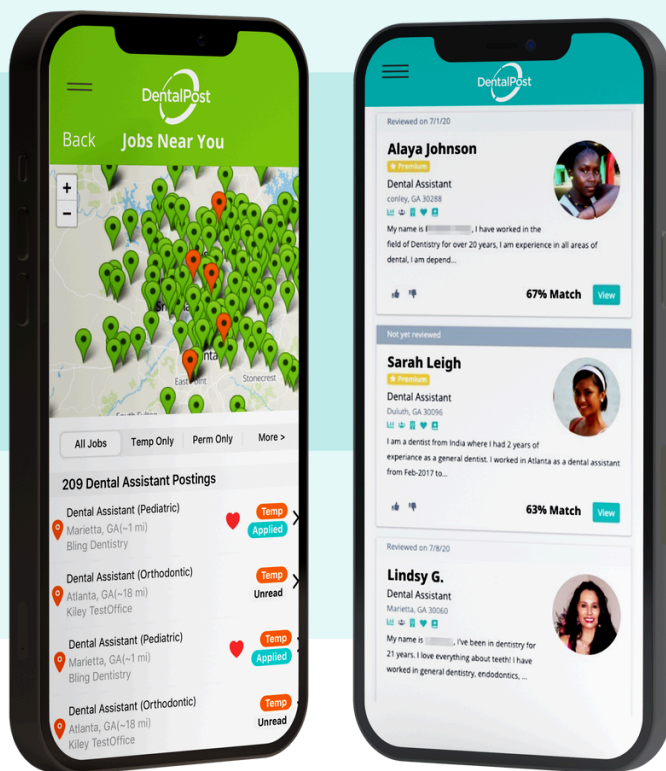 DentalPost
Back Jobs Near You
+
−
East Point
Stonecrest
All Jobs Temp Only Perm Only More >
209 Dental Assistant Postings
Dental Assistant (Pediatric)
Temp
Marietta, GA(~1 mi)
Applied
Bling Dentistry
Dental Assistant (Orthodontic)
Temp
Atlanta, GA(~18 mi)
Unread
Kiley TestOffice
Dental Assistant (Pediatric)
Temp
Marietta, GA(~1 mi)
Applied
Bling Dentistry
Dental Assistant (Orthodontic)
Temp
Atlanta, GA(~18 mi)
Unread
Kiley TestOffice
DentalPost
Reviewed on 7/1/20
Alaya Johnson
Premium
Dental Assistant
conley, GA 30288
My name is I, I have worked in the
field of Dentistry for over 20 years, I am experience in all areas of
dental, I am depend...
67% Match View
Not yet reviewed
Sarah Leigh
Premium
Dental Assistant
Duluth, GA 30096
I am a dentist from India where I had 2 years of
experiance as a general dentist. I worked in Atlanta as a dental assistant
from Feb-2017 to...
63% Match View
Reviewed on 7/8/20
Lindsy G.
Dental Assistant
Marietta, GA 30060
My name is , I've been in dentistry for
21 years. I love everything about teeth! I have
worked in general dentistry, endodontics, ...